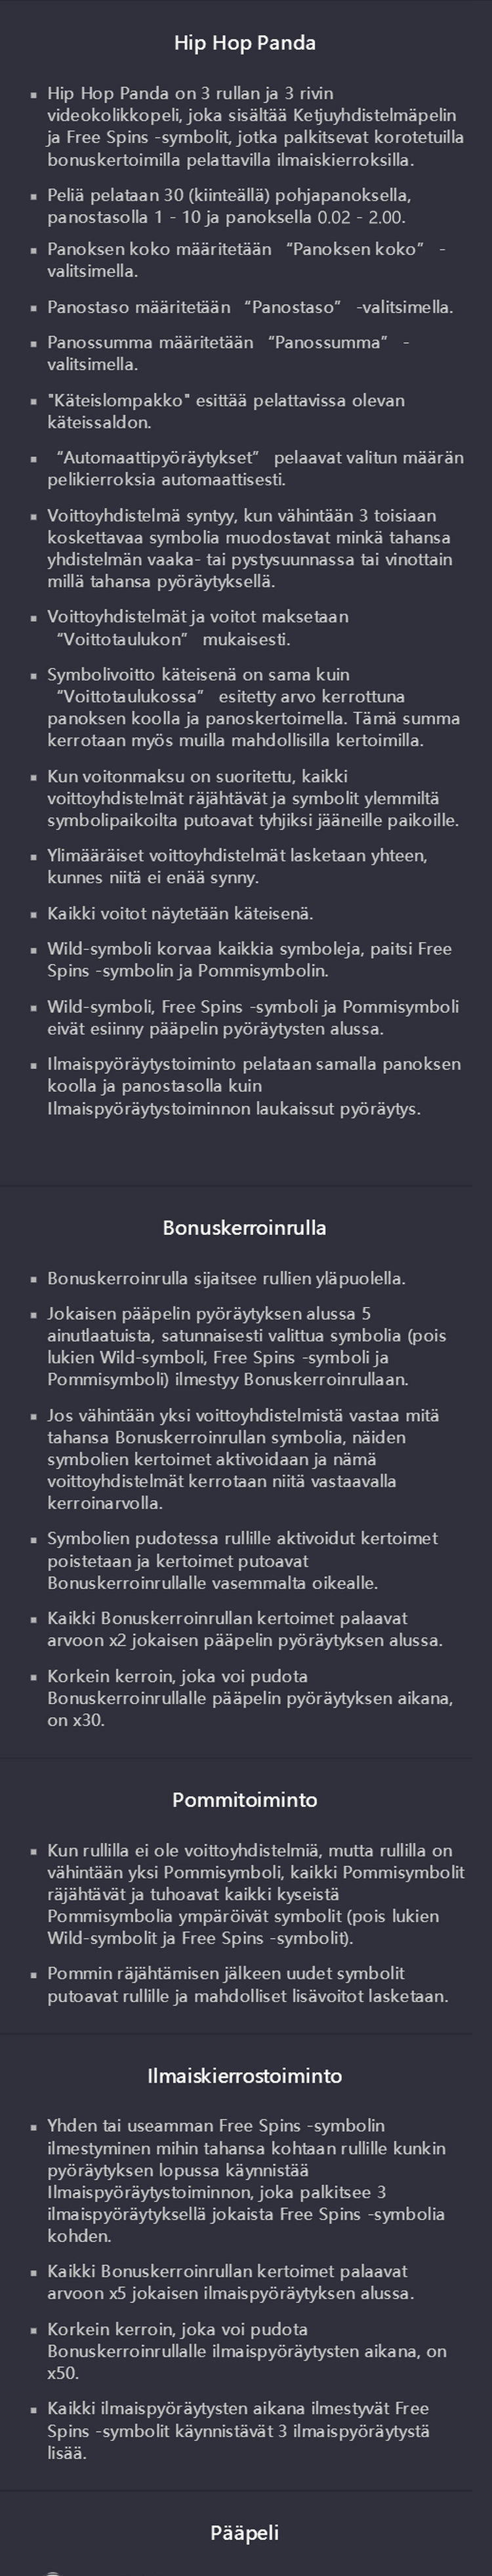 Hip Hop Panda
▪ Hip Hop Panda on 3 rullan ja 3 rivin
videokolikkopeli, joka sisältää Ketjuyhdistelmäpelin
ja Free Spins -symbolit, jotka palkitsevat korotetuilla
bonuskertoimilla pelattavilla ilmaiskierroksilla.
▪ Peliä pelataan 30 (kiinteällä) pohjapanoksella,
panostasolla 1 - 10 ja panoksella 0.02 - 2.00.
▪ Panoksen koko määritetään “Panoksen koko” -
valitsimella.
▪ Panostaso määritetään “Panostaso” -valitsimella.
▪ Panossumma määritetään “Panossumma” -
valitsimella.
▪ "Käteislompakko" esittää pelattavissa olevan
käteissaldon.
▪ “Automaattipyöräytykset” pelaavat valitun määrän
pelikierroksia automaattisesti.
▪ Voittoyhdistelmä syntyy, kun vähintään 3 toisiaan
koskettavaa symbolia muodostavat minkä tahansa
yhdistelmän vaaka- tai pystysuunnassa tai vinottain
millä tahansa pyöräytyksellä.
▪ Voittoyhdistelmät ja voitot maksetaan
“Voittotaulukon” mukaisesti.
▪ Symbolivoitto käteisenä on sama kuin
“Voittotaulukossa” esitetty arvo kerrottuna
panoksen koolla ja panoskertoimella. Tämä summa
kerrotaan myös muilla mahdollisilla kertoimilla.
▪ Kun voitonmaksu on suoritettu, kaikki
voittoyhdistelmät räjähtävät ja symbolit ylemmiltä
symbolipaikoilta putoavat tyhjiksi jääneille paikoille.
▪ Ylimääräiset voittoyhdistelmät lasketaan yhteen,
kunnes niitä ei enää synny.
▪ Kaikki voitot näytetään käteisenä.
▪ Wild-symboli korvaa kaikkia symboleja, paitsi Free
Spins -symbolin ja Pommisymbolin.
▪ Wild-symboli, Free Spins -symboli ja Pommisymboli
eivät esiinny pääpelin pyöräytysten alussa.
▪ Ilmaispyöräytystoiminto pelataan samalla panoksen
koolla ja panostasolla kuin
Ilmaispyöräytystoiminnon laukaissut pyöräytys.
Bonuskerroinrulla
▪ Bonuskerroinrulla sijaitsee rullien yläpuolella.
▪ Jokaisen pääpelin pyöräytyksen alussa 5
ainutlaatuista, satunnaisesti valittua symbolia (pois
lukien Wild-symboli, Free Spins -symboli ja
Pommisymboli) ilmestyy Bonuskerroinrullaan.
▪ Jos vähintään yksi voittoyhdistelmistä vastaa mitä
tahansa Bonuskerroinrullan symbolia, näiden
symbolien kertoimet aktivoidaan ja nämä
voittoyhdistelmät kerrotaan niitä vastaavalla
kerroinarvolla.
▪ Symbolien pudotessa rullille aktivoidut kertoimet
poistetaan ja kertoimet putoavat
Bonuskerroinrullalle vasemmalta oikealle.
▪ Kaikki Bonuskerroinrullan kertoimet palaavat
arvoon x2 jokaisen pääpelin pyöräytyksen alussa.
▪ Korkein kerroin, joka voi pudota
Bonuskerroinrullalle pääpelin pyöräytyksen aikana,
on x30.
Pommitoiminto
▪ Kun rullilla ei ole voittoyhdistelmiä, mutta rullilla on
vähintään yksi Pommisymboli, kaikki Pommisymbolit
räjähtävät ja tuhoavat kaikki kyseistä
Pommisymbolia ympäröivät symbolit (pois lukien
Wild-symbolit ja Free Spins -symbolit).
▪ Pommin räjähtämisen jälkeen uudet symbolit
putoavat rullille ja mahdolliset lisävoitot lasketaan.
Ilmaiskierrostoiminto
▪ Yhden tai useamman Free Spins -symbolin
ilmestyminen mihin tahansa kohtaan rullille kunkin
pyöräytyksen lopussa käynnistää
Ilmaispyöräytystoiminnon, joka palkitsee 3
ilmaispyöräytyksellä jokaista Free Spins -symbolia
kohden.
▪ Kaikki Bonuskerroinrullan kertoimet palaavat
arvoon x5 jokaisen ilmaispyöräytyksen alussa.
▪ Korkein kerroin, joka voi pudota
Bonuskerroinrullalle ilmaispyöräytysten aikana, on
x50.
▪ Kaikki ilmaispyöräytysten aikana ilmestyvät Free
Spins -symbolit käynnistävät 3 ilmaispyöräytystä
lisää.
Pääpeli